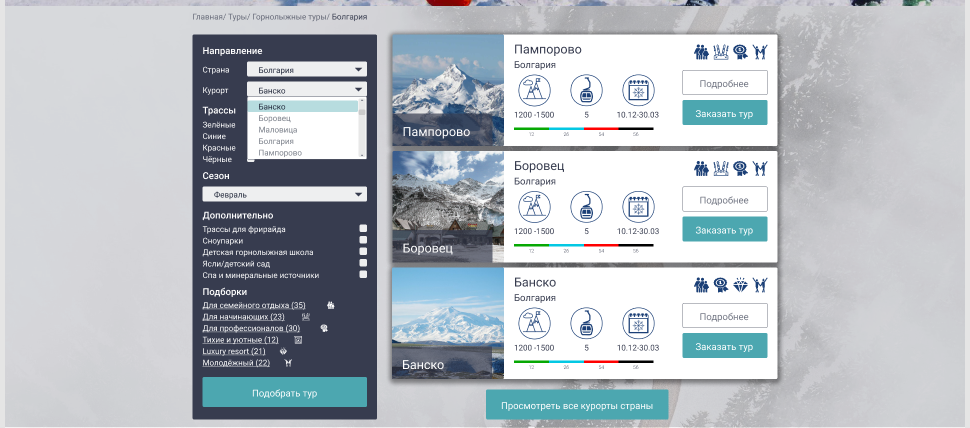 Главная/ Туры/ Горнолыжные туры/ Болгария
Направление
Страна
Болгария
Курорт
Банско
Банско
Боровец
Маловица
Болгария
Пампорово
Трассы
Зелёные
Синие
Красные
Чёрные
Сезон
Февраль
Дополнительно
Трассы для фрирайда
Сноупарки
Детская горнолыжная школа
Ясли/детский сад
Спа и минеральные источники
Подборки
Для семейного отдыха (35)
Для начинающих (23)
Для профессионалов (30)
Тихие и уютные (12)
Luxury resort (21)
Молодёжный (22)
Подобрать тур
Пампорово
Пампорово
Болгария
1200 -1500 5 10.12-30.03
12 26 54 56
Подробнее
Заказать тур
Боровец
Боровец
Болгария
1200 -1500 5 10.12-30.03
12 26 54 56
Подробнее
Заказать тур
Банско
Банско
Болгария
1200 -1500 5 10.12-30.03
12 26 54 56
Подробнее
Заказать тур
Просмотреть все курорты страны